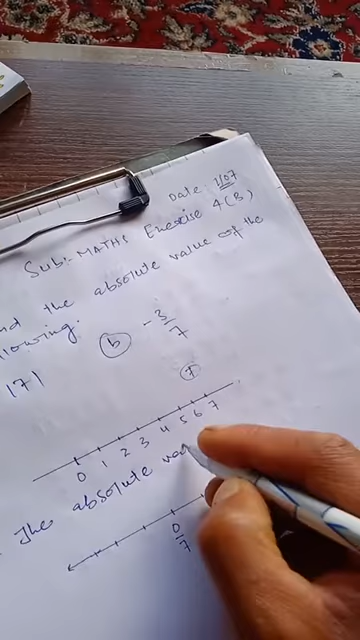 Date: 1/07
Sub:- MATHS Exercise 4(B)
the absolute value of the
following.
|7| (b) -3/7
7
0 1 2 3 4 5 6 7
The absolute
0/7